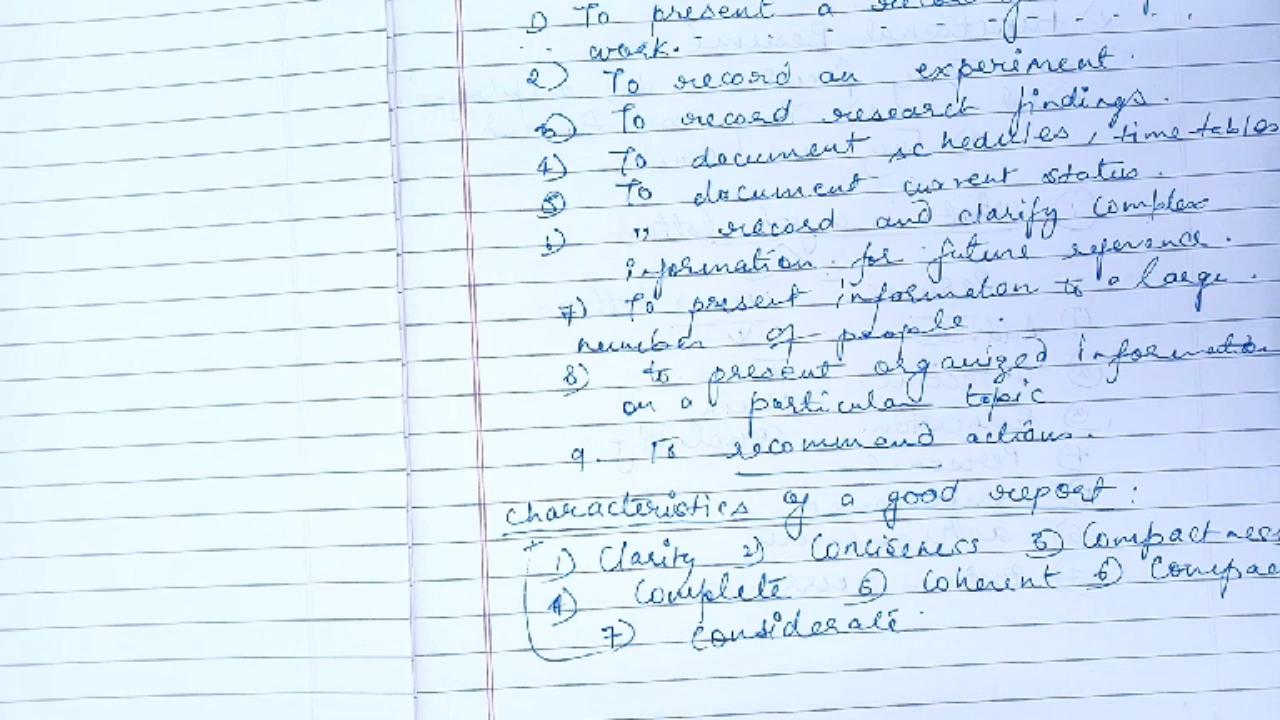 1) To present a
work.
2) To record an experiment.
3) To record research findings.
4) To document schedules, time-tables
5) To document current status.
6) " record and clarify complex
information for future reference.
7) To present information to a large
number of people.
8) to present organized information
on a particular topic
9. To recommend actions.
Characteristics of a good report:
1) Clarity 2) Conciseness 3) Compactness
4) Complete 5) Coherent 6) Compac
7) considerate.